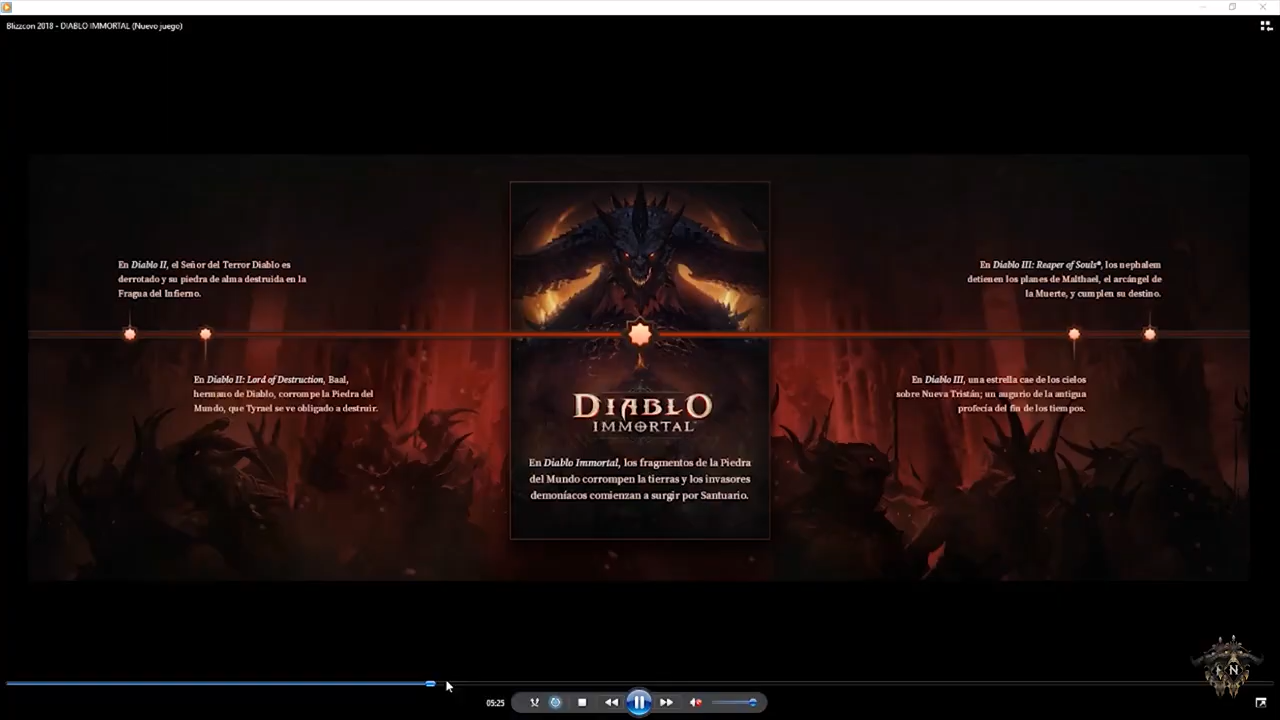 Blizzcon 2018 - DIABLO IMMORTAL (Nuevo juego)
En Diablo II, el Señor del Terror Diablo es
derrotado y su piedra de alma destruida en la
Fragua del Infierno.
En Diablo II: Lord of Destruction, Baal,
hermano de Diablo, corrompe la Piedra del
Mundo, que Tyrael se ve obligado a destruir.
DIABLO
IMMORTAL™
En Diablo Immortal, los fragmentos de la Piedra
del Mundo corrompen la tierras y los invasores
demoníacos comienzan a surgir por Santuario.
En Diablo III: Reaper of Souls®, los nephalem
detienen los planes de Malthael, el arcángel de
la Muerte, y cumplen su destino.
En Diablo III, una estrella cae de los cielos
sobre Nueva Tristán; un augurio de la antigua
profecía del fin de los tiempos.
05:25